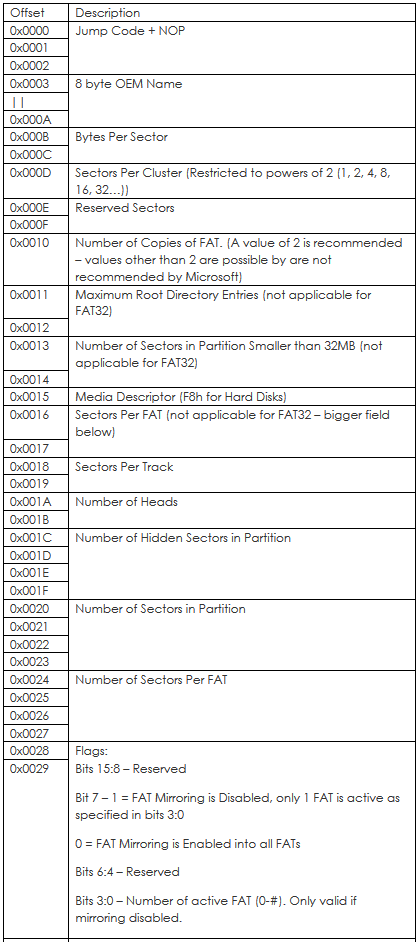 Offset Description
0x0000 Jump Code + NOP
0x0001
0x0002
0x0003 8 byte OEM Name
||
0x000A
0x000B Bytes Per Sector
0x000C
0x000D Sectors Per Cluster (Restricted to powers of 2 (1, 2, 4, 8,
16, 32…))
0x000E Reserved Sectors
0x000F
0x0010 Number of Copies of FAT. (A value of 2 is recommended
– values other than 2 are possible by are not
recommended by Microsoft)
0x0011 Maximum Root Directory Entries (not applicable for
FAT32)
0x0012
0x0013 Number of Sectors in Partition Smaller than 32MB (not
applicable for FAT32)
0x0014
0x0015 Media Descriptor (F8h for Hard Disks)
0x0016 Sectors Per FAT (not applicable for FAT32 – bigger field
below)
0x0017
0x0018 Sectors Per Track
0x0019
0x001A Number of Heads
0x001B
0x001C Number of Hidden Sectors in Partition
0x001D
0x001E
0x001F
0x0020 Number of Sectors in Partition
0x0021
0x0022
0x0023
0x0024 Number of Sectors Per FAT
0x0025
0x0026
0x0027
0x0028 Flags:
0x0029 Bits 15:8 – Reserved
Bit 7 – 1 = FAT Mirroring is Disabled, only 1 FAT is active as
specified in bits 3:0
0 = FAT Mirroring is Enabled into all FATs
Bits 6:4 – Reserved
Bits 3:0 – Number of active FAT (0-#). Only valid if
mirroring disabled.